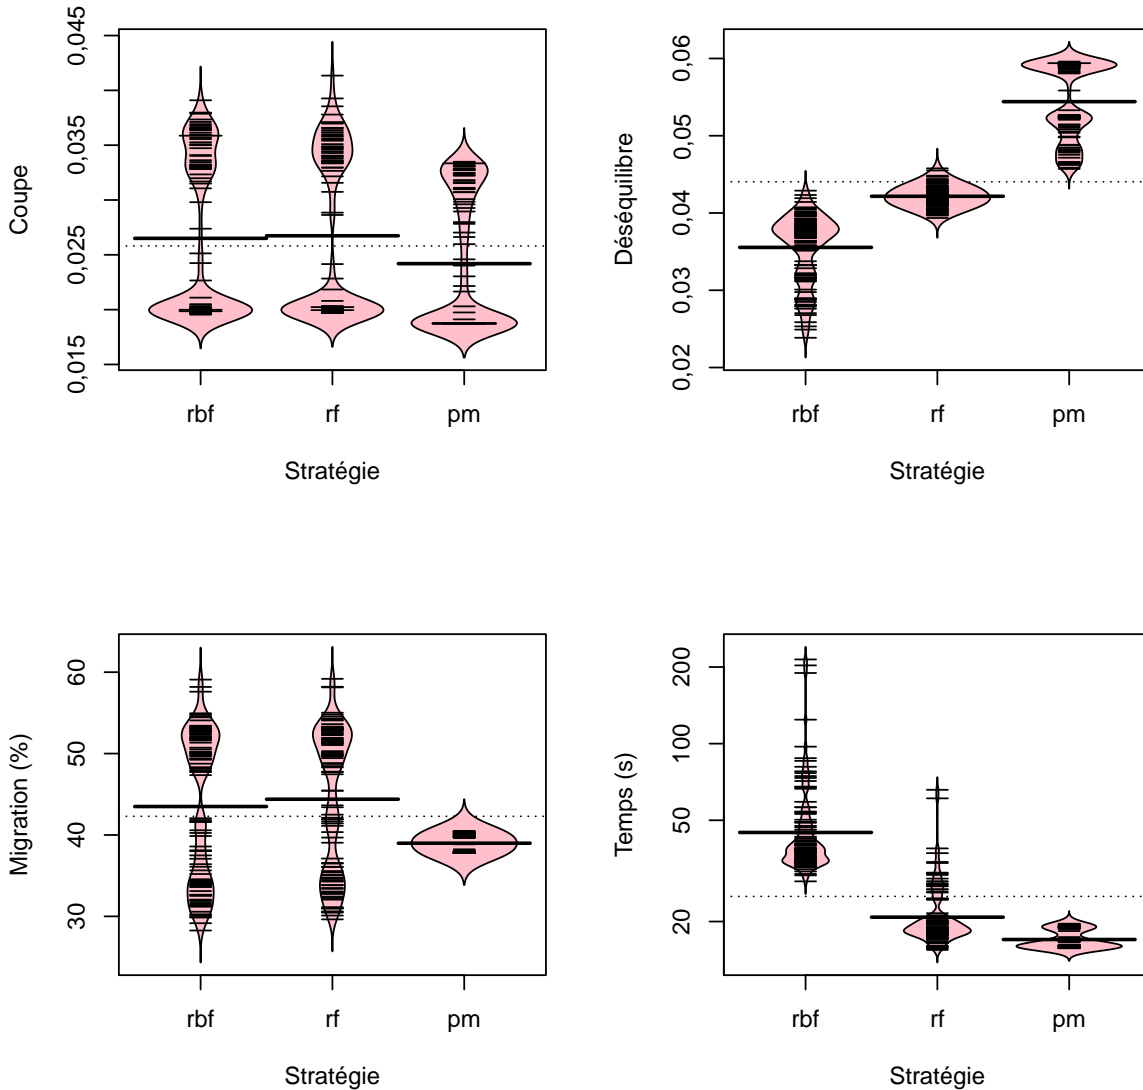 Coupe
0,045
0,035
0,025
0,015
rbf rf pm
Stratégie
Déséquilibre
0,06
0,05
0,04
0,03
0,02
rbf rf pm
Stratégie
Migration (%)
60
50
40
30
rbf rf pm
Stratégie
Temps (s)
200
100
50
20
rbf rf pm
Stratégie